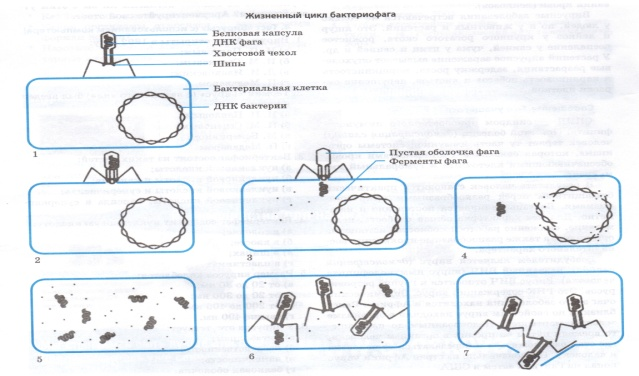 Жизненный цикл бактериофага
Белковая капсула
ДНК фага
Хвостовой чехол
Шипы
Бактериальная клетка
ДНК бактерии
1
2
Пустая оболочка фага
Ферменты фага
3
4
5
6
7